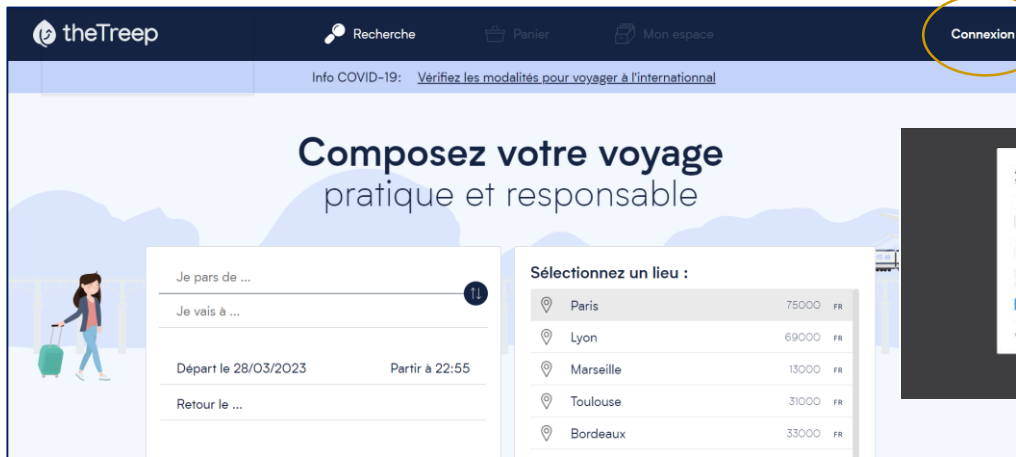 theTreep
Recherche
Panier
Mon espace
Connexion
Info COVID-19: Vérifiez les modalités pour voyager à l'internationnal
Composez votre voyage
pratique et responsable
Je pars de ...
Je vais à ...
Départ le 28/03/2023 Partir à 22:55
Retour le ...
Sélectionnez un lieu :
Paris 75000 FR
Lyon 69000 FR
Marseille 13000 FR
Toulouse 31000 FR
Bordeaux 33000 FR